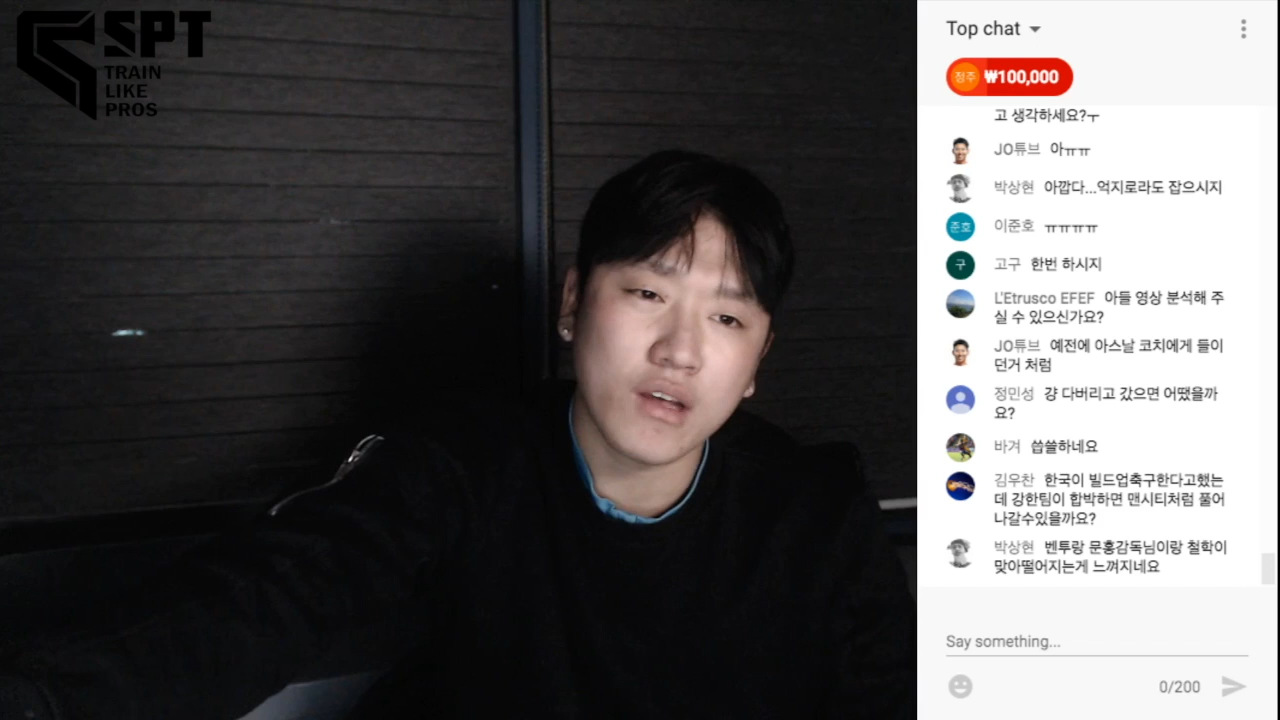 SPT
TRAIN
LIKE
PROS
Top chat
정주 ₩100,000
고 생각하세요?ㅜ
JO튜브 아ㅠㅠ
박상현 아깝다...억지로라도 잡으시지
준호 이준호 ㅠㅠㅠㅠ
구 고구 한번 하시지
L'Etrusco EFEF 아들 영상 분석해 주
실 수 있으신가요?
JO튜브 예전에 아스날 코치에게 들이
던거 처럼
정민성 걍 다버리고 갔으면 어땠을까
요?
바겨 씁쓸하네요
김우찬 한국이 빌드업축구한다고했는
데 강한팀이 합박하면 맨시티처럼 풀어
나갈수있을까요?
박상현 벤투랑 문홍감독님이랑 철학이
맞아떨어지는게 느껴지네요
Say something...
0/200